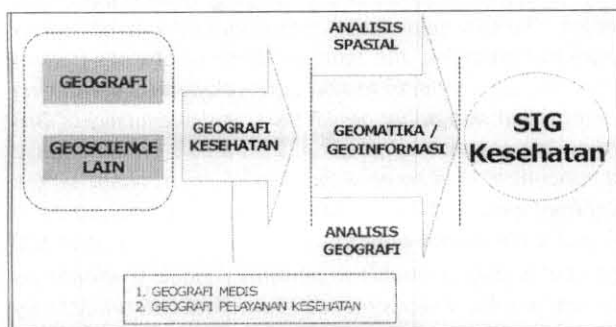 GEOGRAFI
GEOSCIENCE
LAIN
GEOGRAFI
KESEHATAN
ANALISIS
SPASIAL
GEOMATIKA /
GEOINFORMASI
ANALISIS
GEOGRAFI
SIG
Kesehatan
1. GEOGRAFI MEDIS
2. GEOGRAFI PELAYANAN KESEHATAN